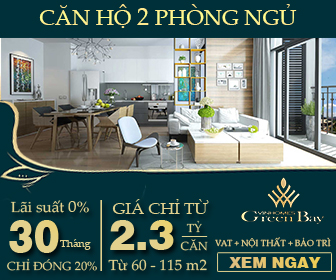 CĂN HỘ 2 PHÒNG NGỦ
Lãi suất 0%
30 Tháng
CHỈ ĐÓNG 20%
GIÁ CHỈ TỪ
2.3 TỶ CĂN
Từ 60 - 115 m2
VINHOMES
Green Bay
VAT + NỘI THẤT + BẢO TRÌ
XEM NGAY